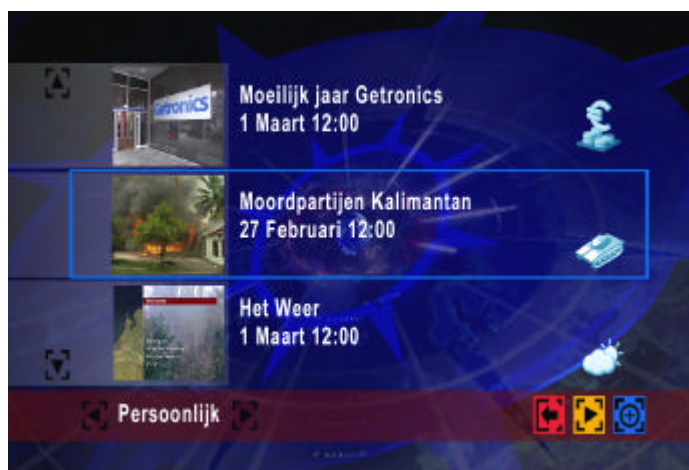 Getronics
Moeilijk jaar Getronics
1 Maart 12:00
Moordpartijen Kalimantan
27 Februari 12:00
Het Weer
1 Maart 12:00
Persoonlijk